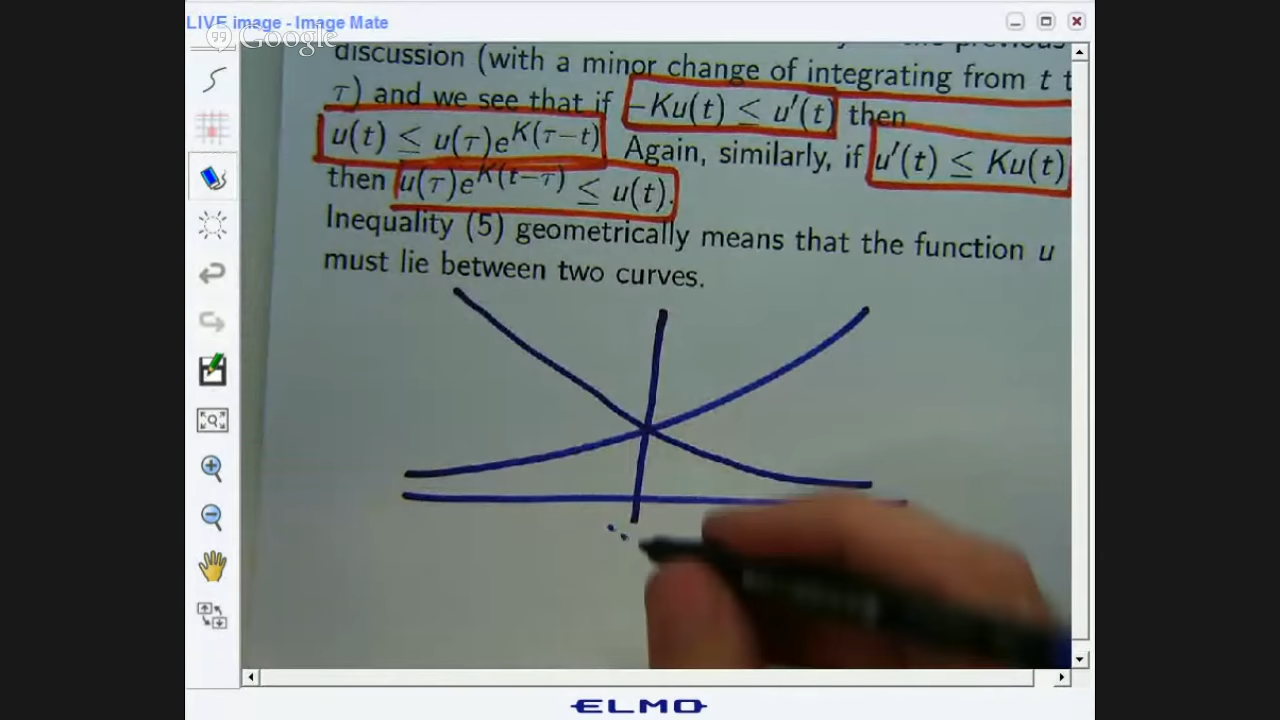 LIVE image - Image Mate
Google
previous
discussion (with a minor change of integrating from t t
τ) and we see that if −Ku(t) ≤ u′(t) then
u(t) ≤ u(τ)e^{K(τ−t)} Again, similarly, if u′(t) ≤ Ku(t)
then u(τ)e^{K(t−τ)} ≤ u(t).
Inequality (5) geometrically means that the function u
must lie between two curves.
ELMO